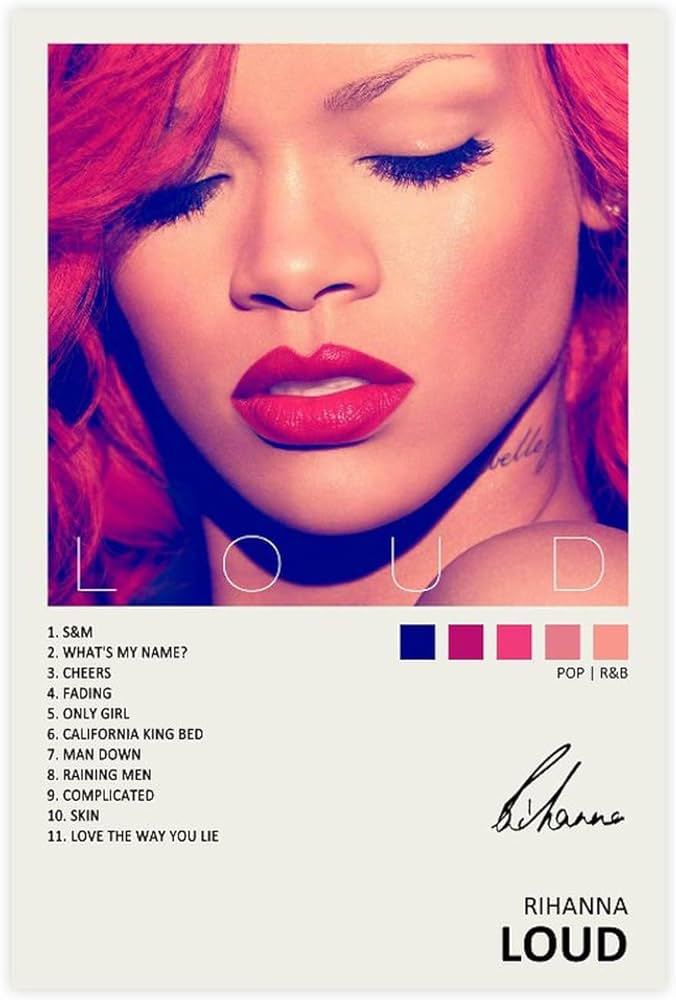 belle
L O U D
1. S&M
2. WHAT'S MY NAME?
3. CHEERS
4. FADING
5. ONLY GIRL
6. CALIFORNIA KING BED
7. MAN DOWN
8. RAINING MEN
9. COMPLICATED
10. SKIN
11. LOVE THE WAY YOU LIE
POP | R&B
Rihanna
RIHANNA
LOUD